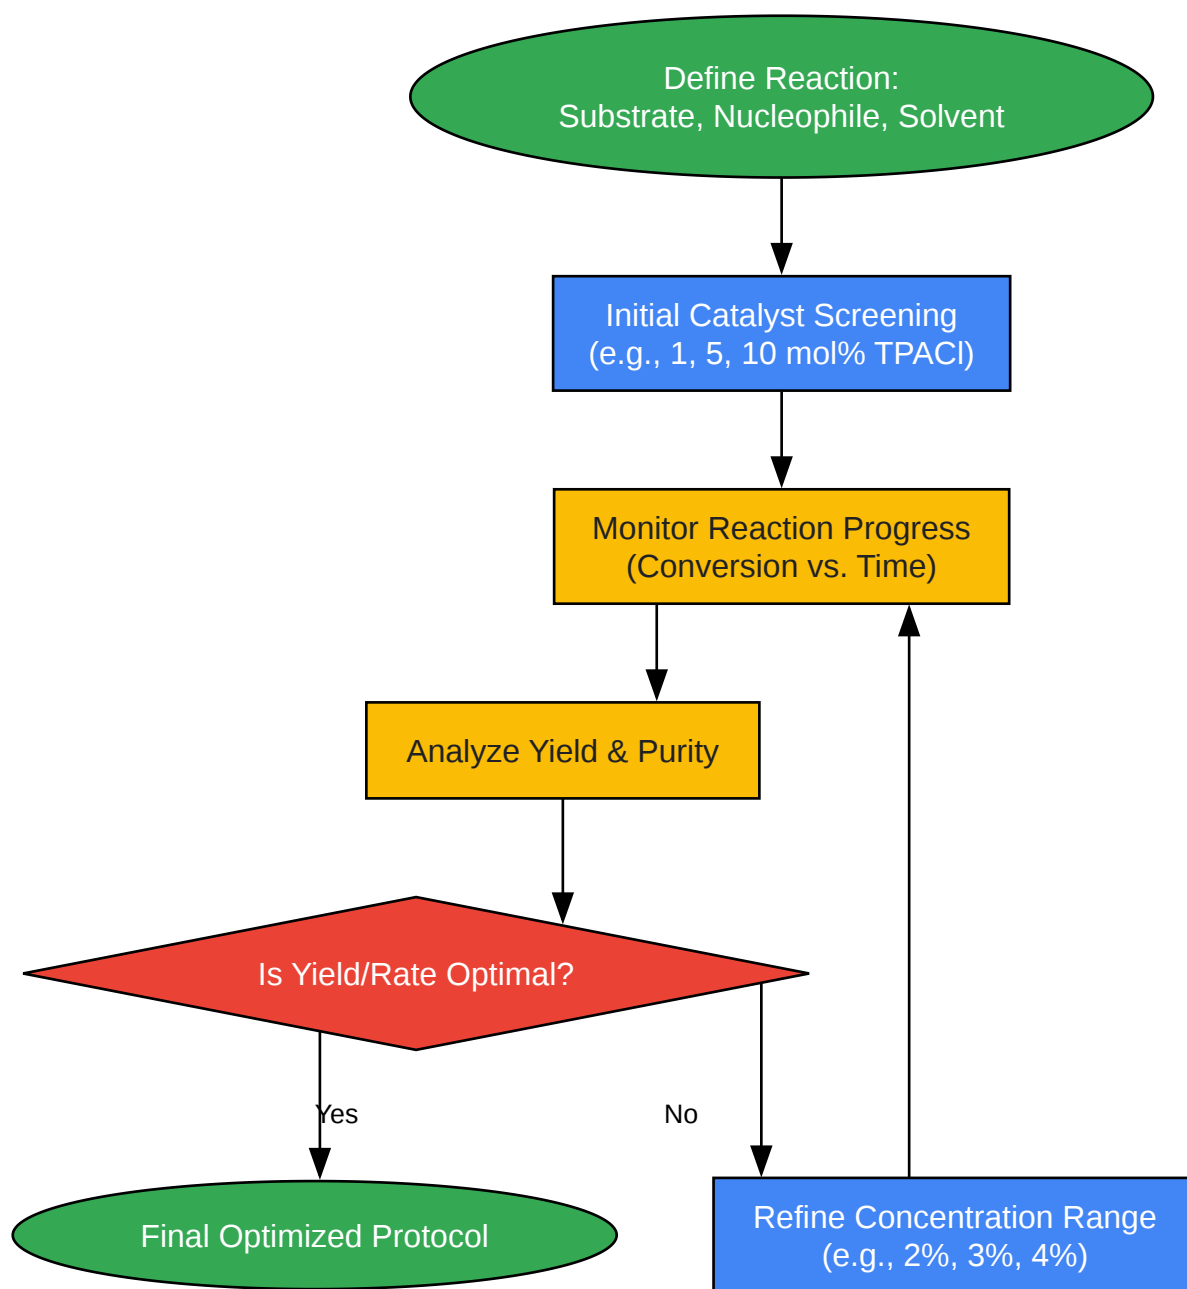 Define Reaction:
Substrate, Nucleophile, Solvent
Initial Catalyst Screening
(e.g., 1, 5, 10 mol% TPACl)
Monitor Reaction Progress
(Conversion vs. Time)
Analyze Yield & Purity
Is Yield/Rate Optimal?
Yes
No
Final Optimized Protocol
Refine Concentration Range
(e.g., 2%, 3%, 4%)